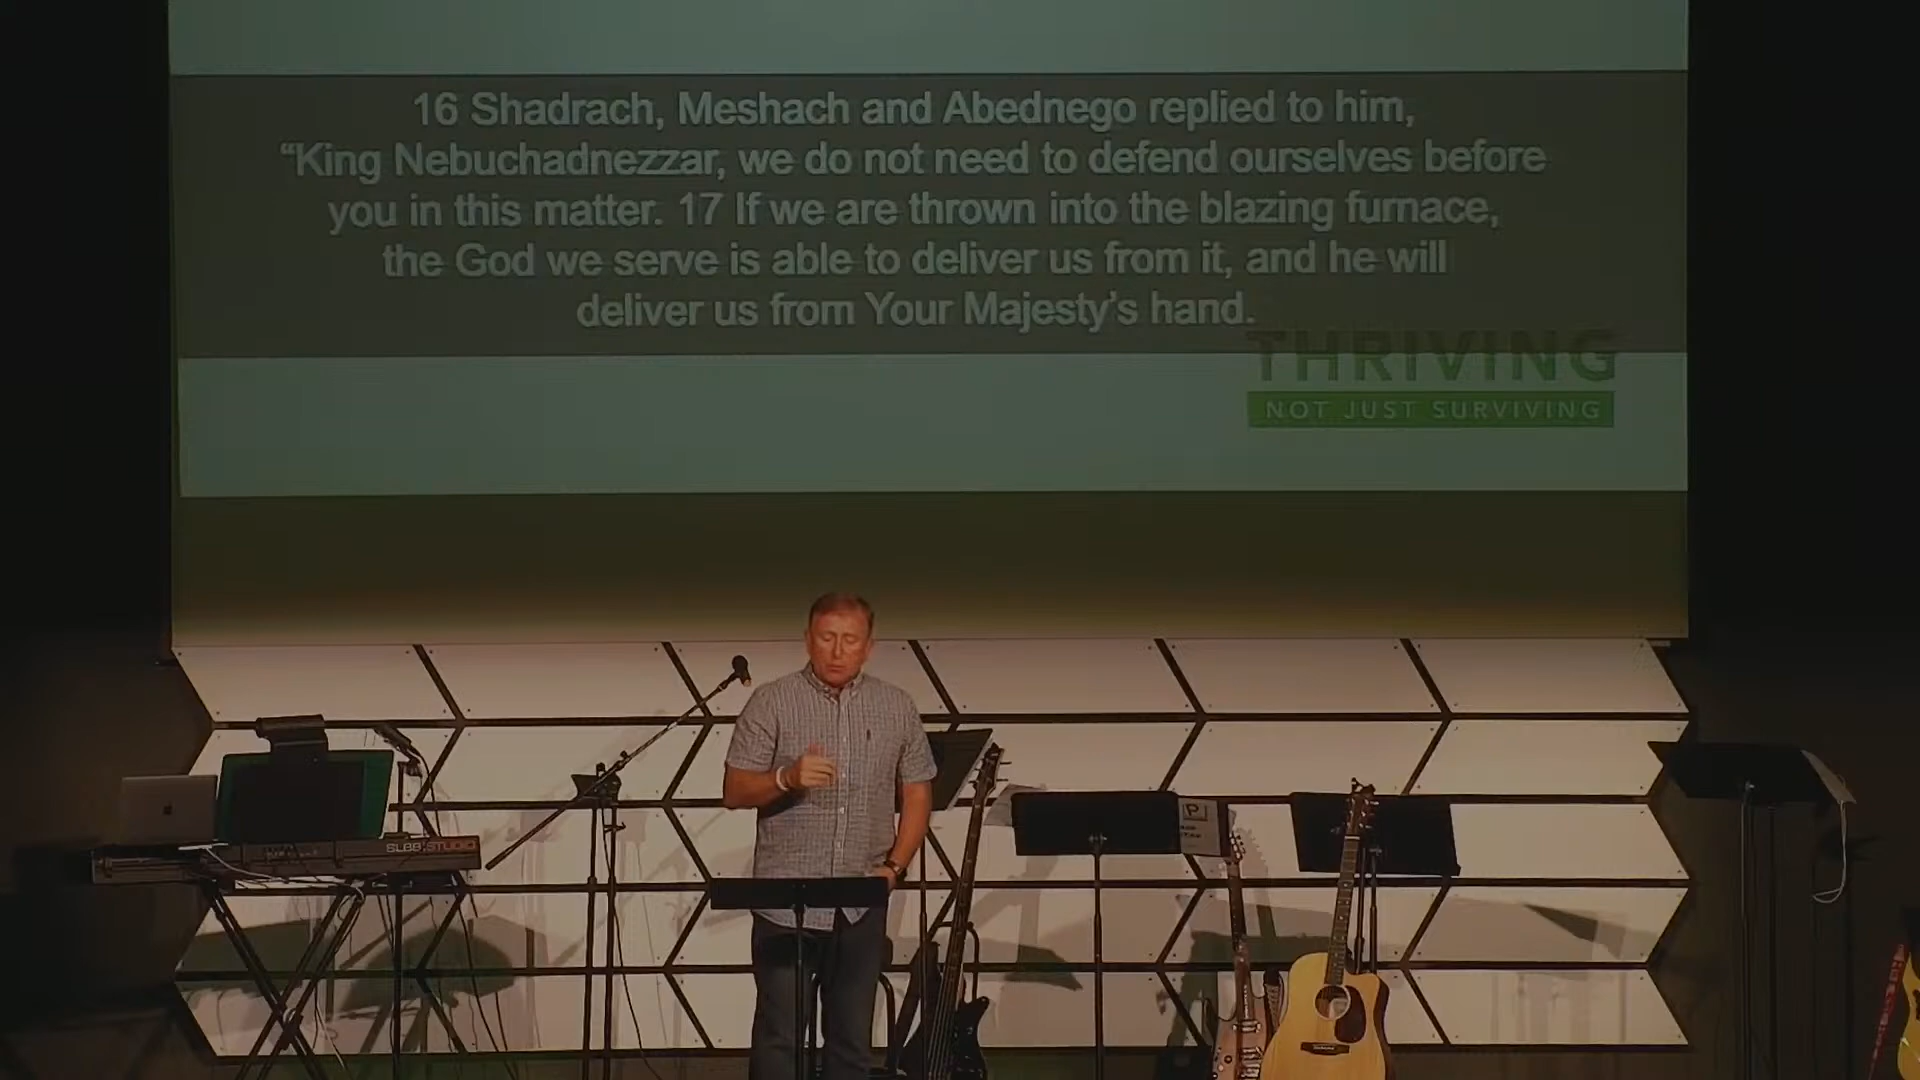 16 Shadrach, Meshach and Abednego replied to him,
“King Nebuchadnezzar, we do not need to defend ourselves before
you in this matter. 17 If we are thrown into the blazing furnace,
the God we serve is able to deliver us from it, and he will
deliver us from Your Majesty’s hand.
THRIVING
NOT JUST SURVIVING
P
SL88 STUDIO